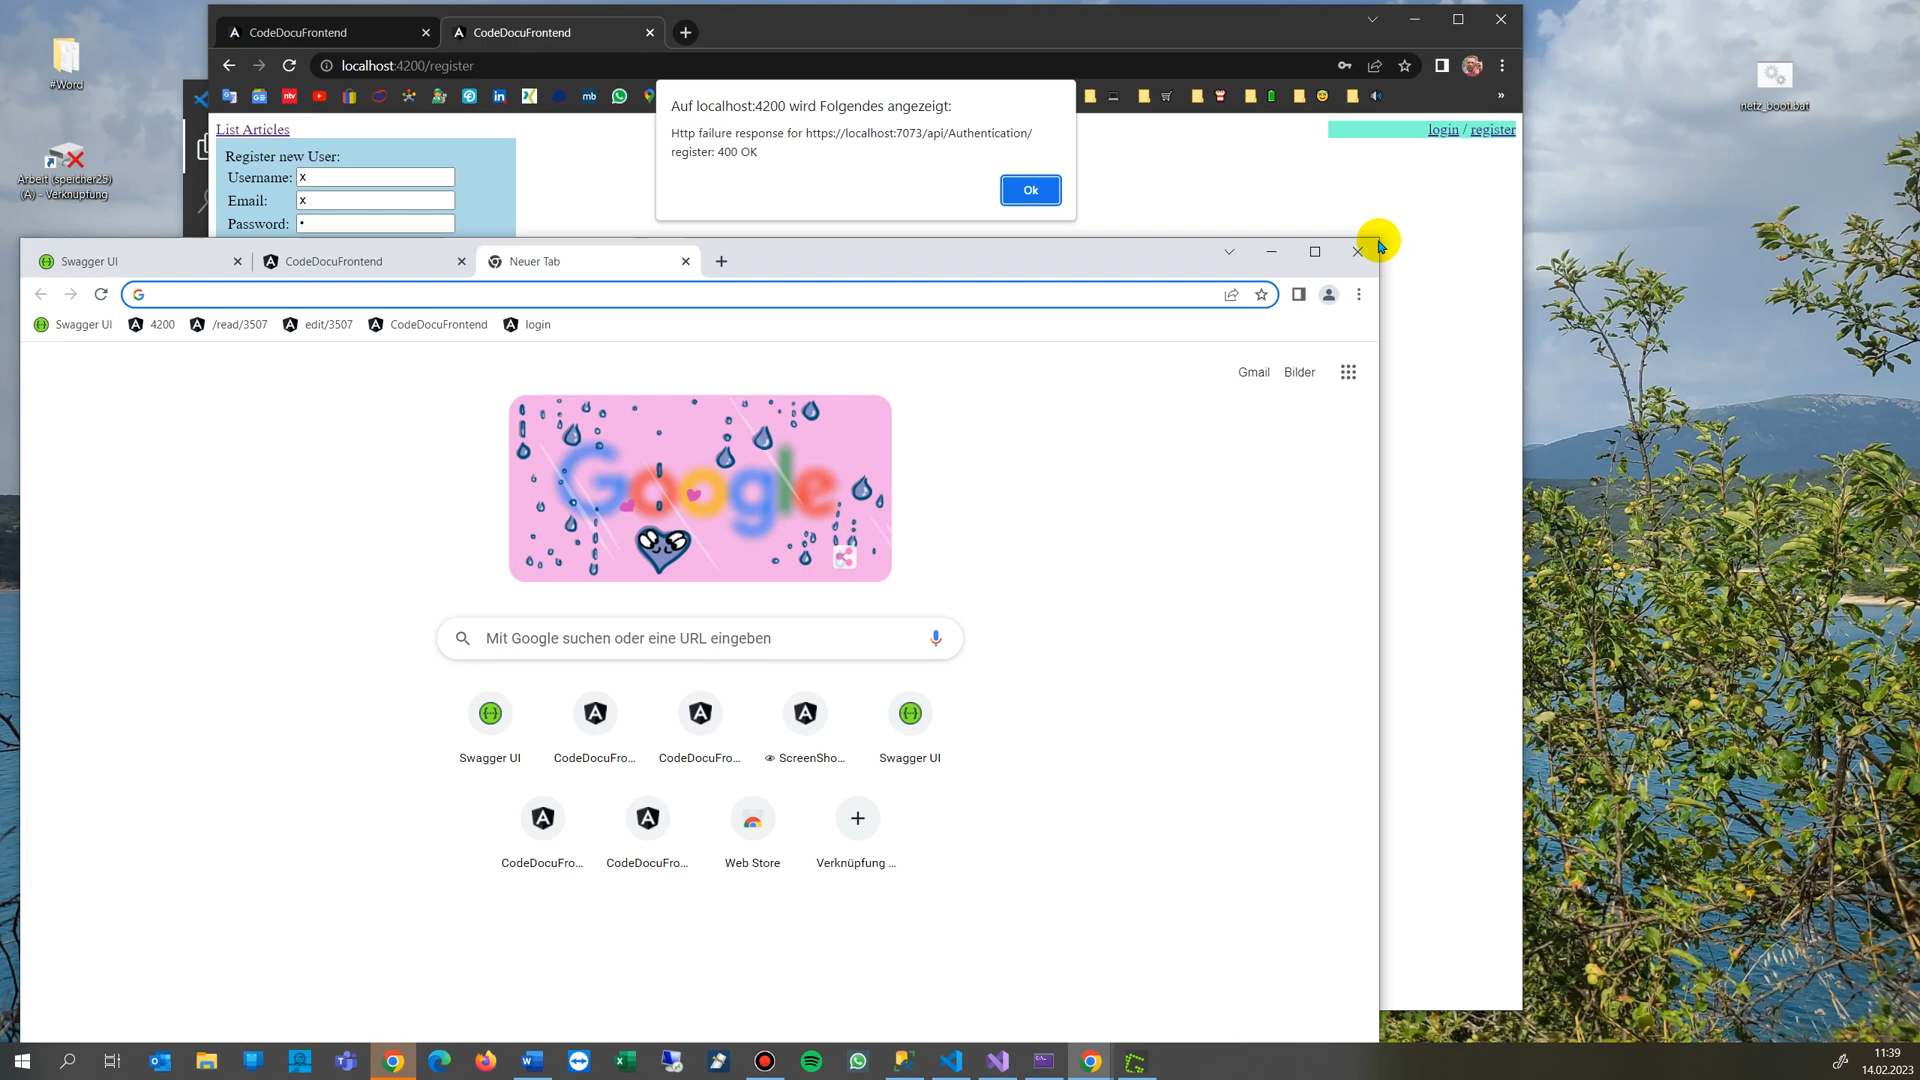 #Word
Arbeit (speicher25)
(A) - Verknüpfung
netz_boot.bat
CodeDocuFrontend
CodeDocuFrontend
localhost:4200/register
ntv
in
mb
»
Auf localhost:4200 wird Folgendes angezeigt:
Http failure response for https://localhost:7073/api/Authentication/
register: 400 OK
Ok
List Articles
login / register
Register new User:
Username: x
Email: x
Password: •
Swagger UI
CodeDocuFrontend
Neuer Tab
Swagger UI
4200
/read/3507
edit/3507
CodeDocuFrontend
login
Gmail
Bilder
Google
Mit Google suchen oder eine URL eingeben
Swagger UI
CodeDocuFro...
CodeDocuFro...
ScreenSho...
Swagger UI
CodeDocuFro...
CodeDocuFro...
Web Store
Verknüpfung ...
11:39
14.02.2023